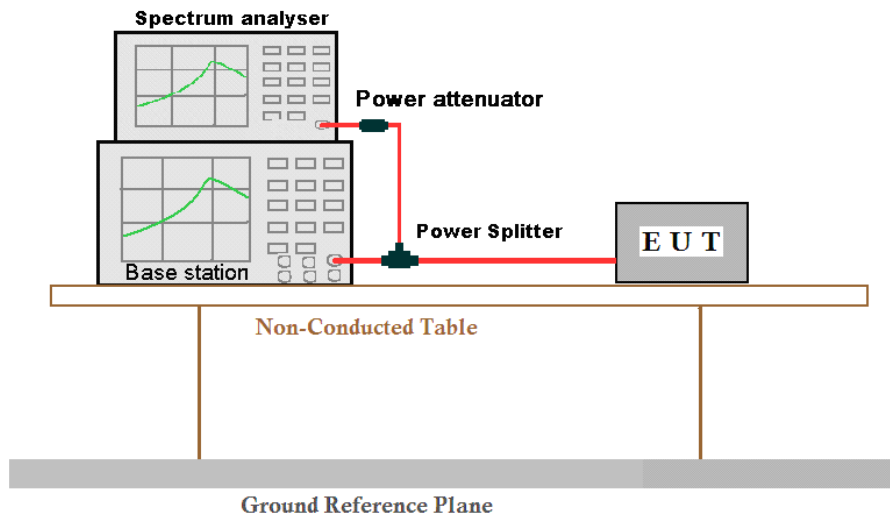 Spectrum analyser
Power attenuator
Power Splitter
E U T
Base station
Non-Conducted Table
Ground Reference Plane